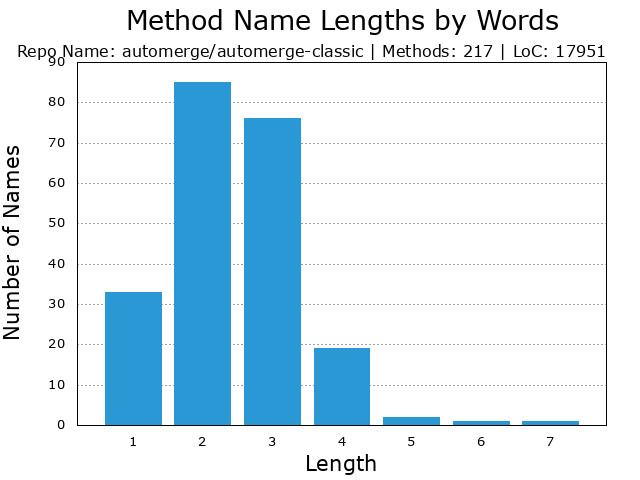 Method Name Lengths by Words
Repo Name: automerge/automerge-classic | Methods: 217 | LoC: 17951
Number of Names
90
80
70
60
50
40
30
20
10
0
1 2 3 4 5 6 7
Length